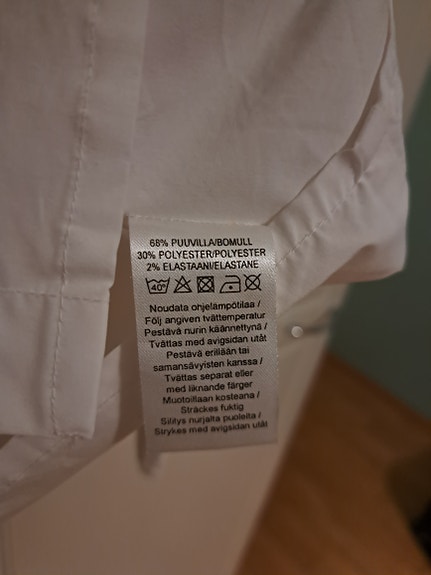 68% PUUVILLA/BOMULL
30% POLYESTER/POLYESTER
2% ELASTAANI/ELASTANE
40°
Noudata ohjelämpötilaa /
Följ angiven tvättemperatur
Pestävä nurin käännettynä /
Tvättas med avigsidan utåt
Pestävä erillään tai
samansävyisten kanssa /
Tvättas separat eller
med liknande färger
Muotoillaan kosteana /
Sträckes fuktig
Silitys nurjalta puolelta /
Strykes med avigsidan utåt